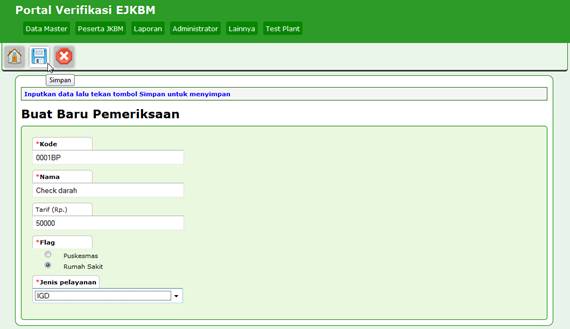 Portal Verifikasi EJKBM
Data Master Peserta JKBM Laporan Administrator Lainnya Test Plant
Simpan
Inputkan data lalu tekan tombol Simpan untuk menyimpan
Buat Baru Pemeriksaan
*Kode
0001BP
*Nama
Check darah
Tarif (Rp.)
50000
*Flag
Puskesmas
Rumah Sakit
*Jenis pelayanan
IGD